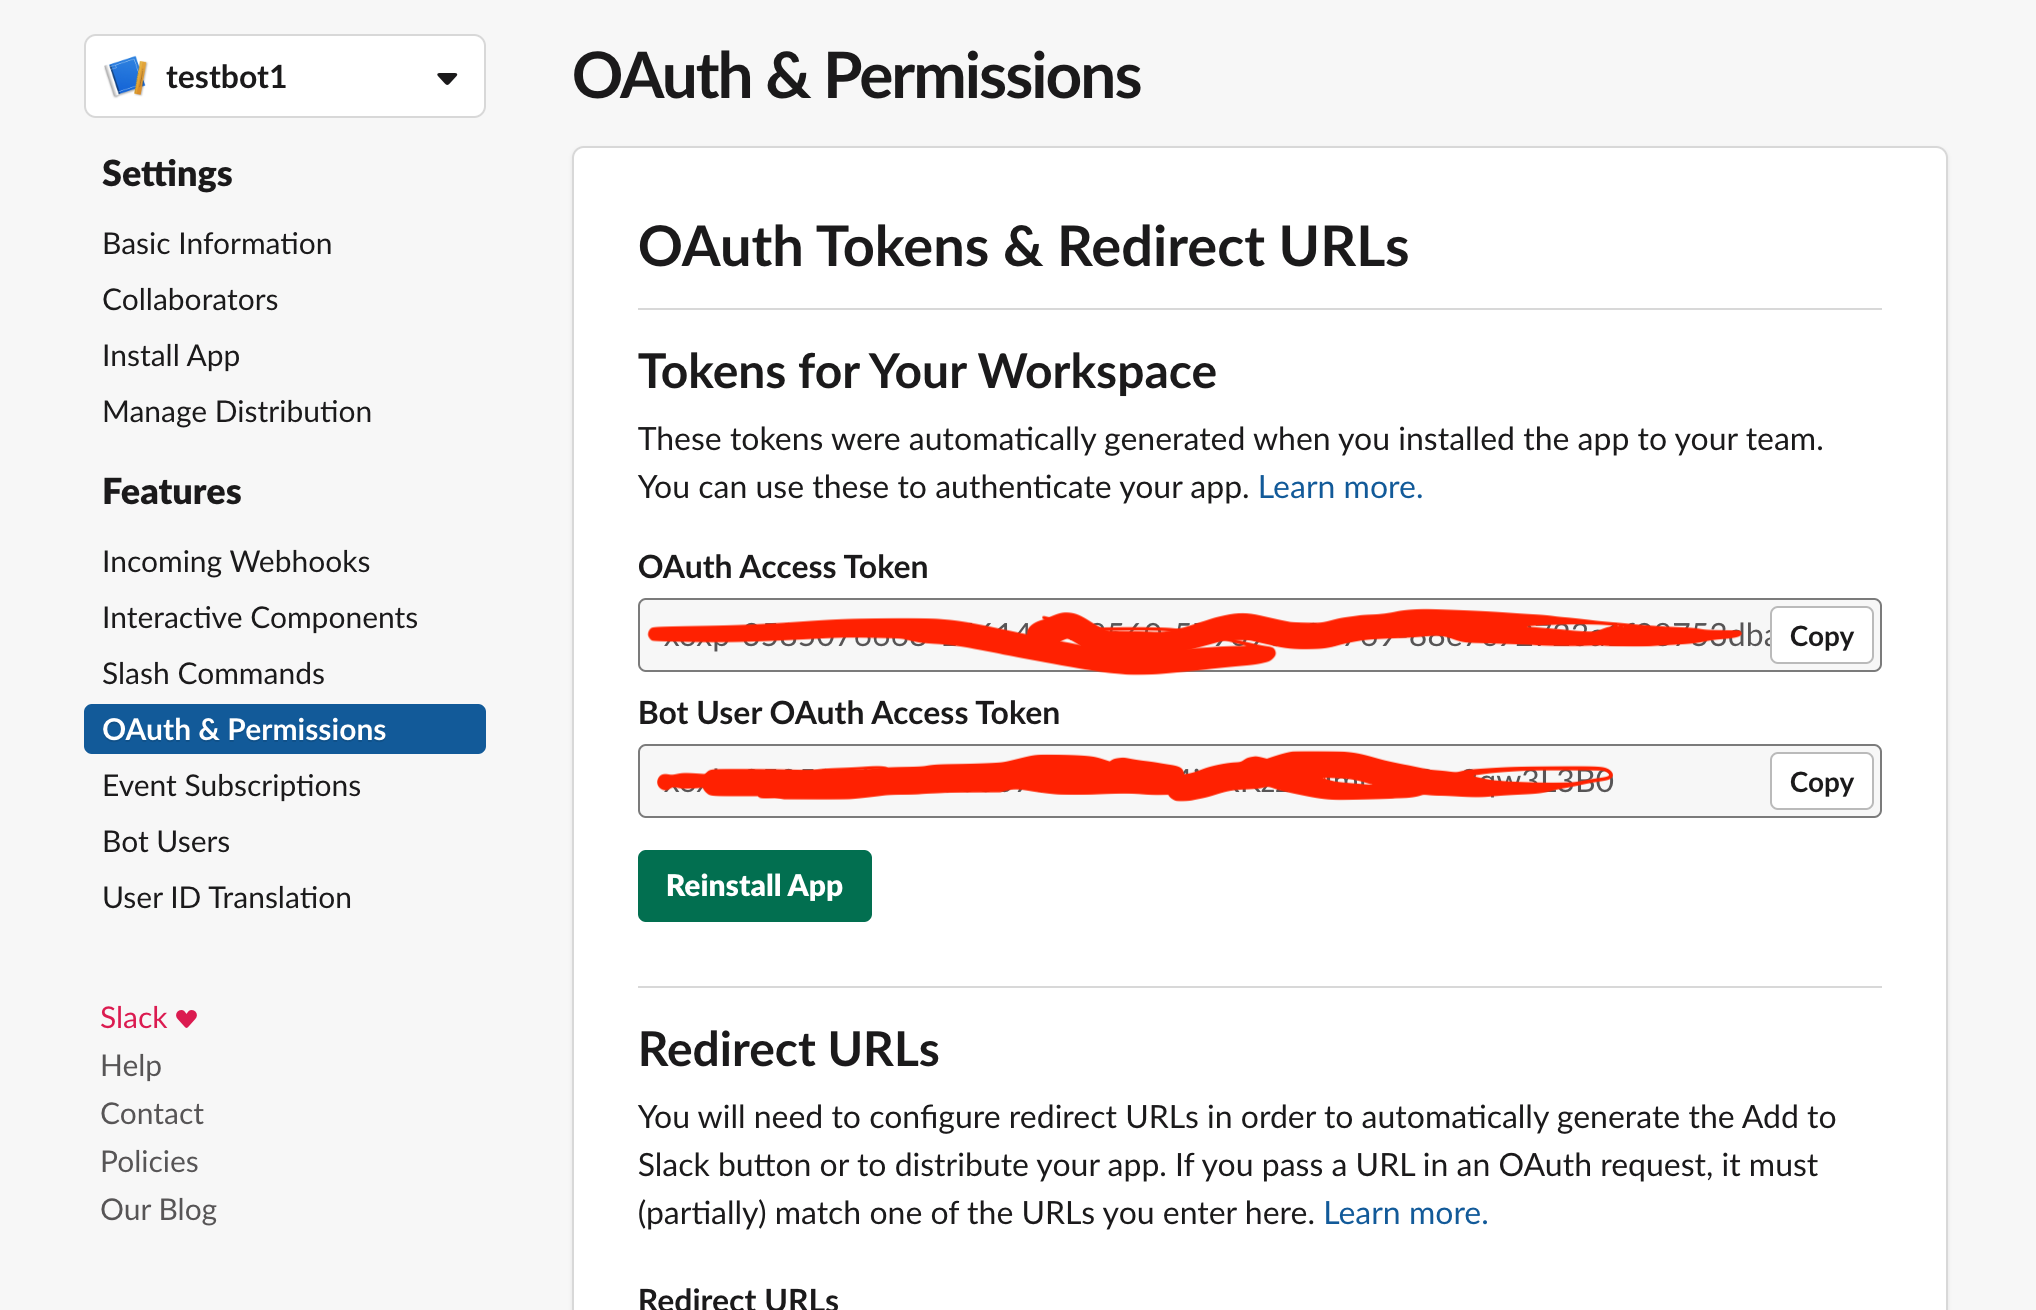 testbot1
OAuth & Permissions
Settings
Basic Information
Collaborators
Install App
Manage Distribution
Features
Incoming Webhooks
Interactive Components
Slash Commands
OAuth & Permissions
Event Subscriptions
Bot Users
User ID Translation
Slack ♥
Help
Contact
Policies
Our Blog
OAuth Tokens & Redirect URLs
Tokens for Your Workspace
These tokens were automatically generated when you installed the app to your team.
You can use these to authenticate your app. Learn more.
OAuth Access Token
Copy
Bot User OAuth Access Token
Copy
Reinstall App
Redirect URLs
You will need to configure redirect URLs in order to automatically generate the Add to
Slack button or to distribute your app. If you pass a URL in an OAuth request, it must
(partially) match one of the URLs you enter here. Learn more.
Redirect URLs